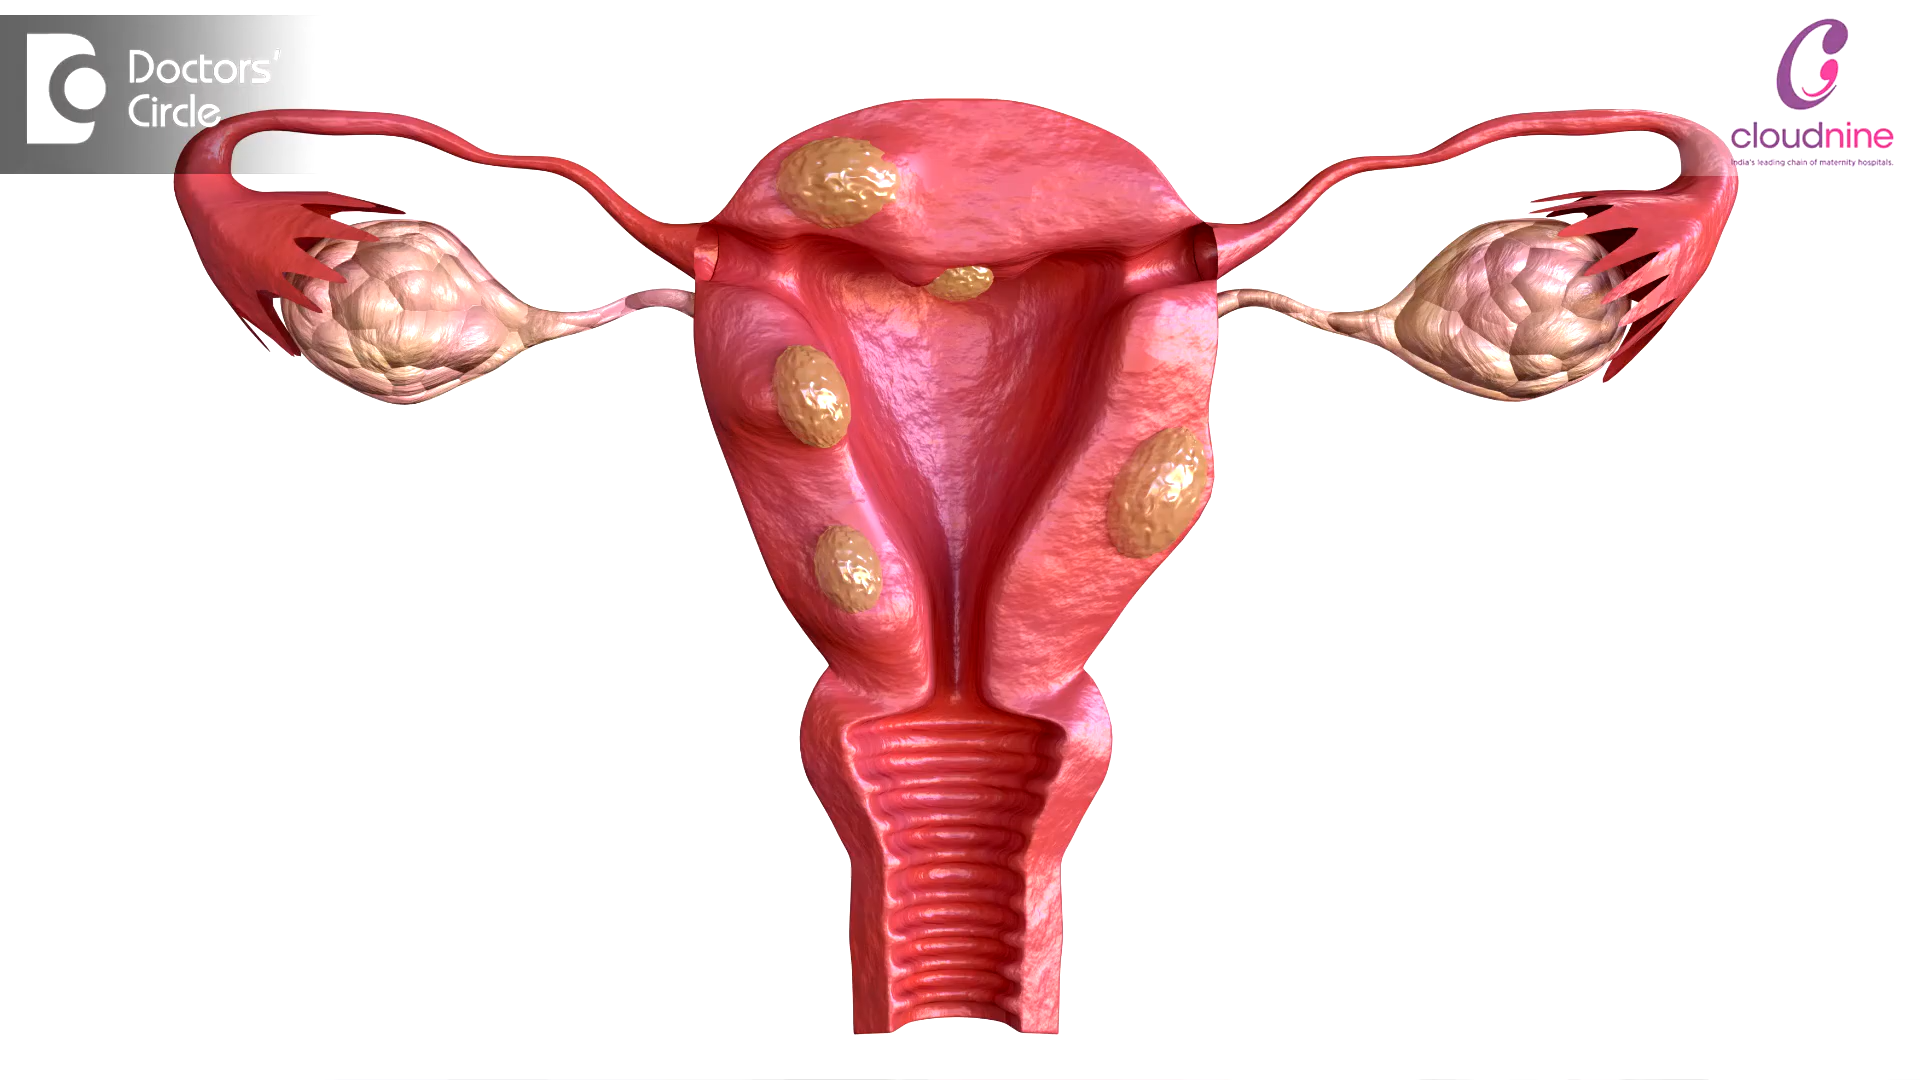 Doctors'
Circle
cloudnine
India's leading chain of maternity hospitals.